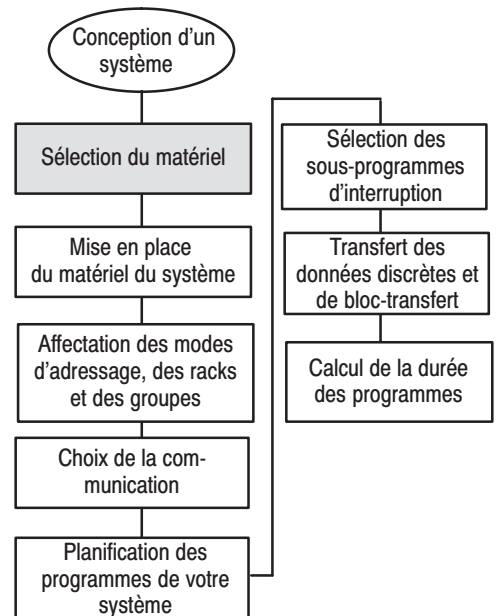 Conception d'un
système
Sélection du matériel
Mise en place
du matériel du système
Affectation des modes
d'adressage, des racks
et des groupes
Choix de la com-
munication
Planification des
programmes de votre
système
Sélection des
sous-programmes
d'interruption
Transfert des
données discrètes et
de bloc-transfert
Calcul de la durée
des programmes